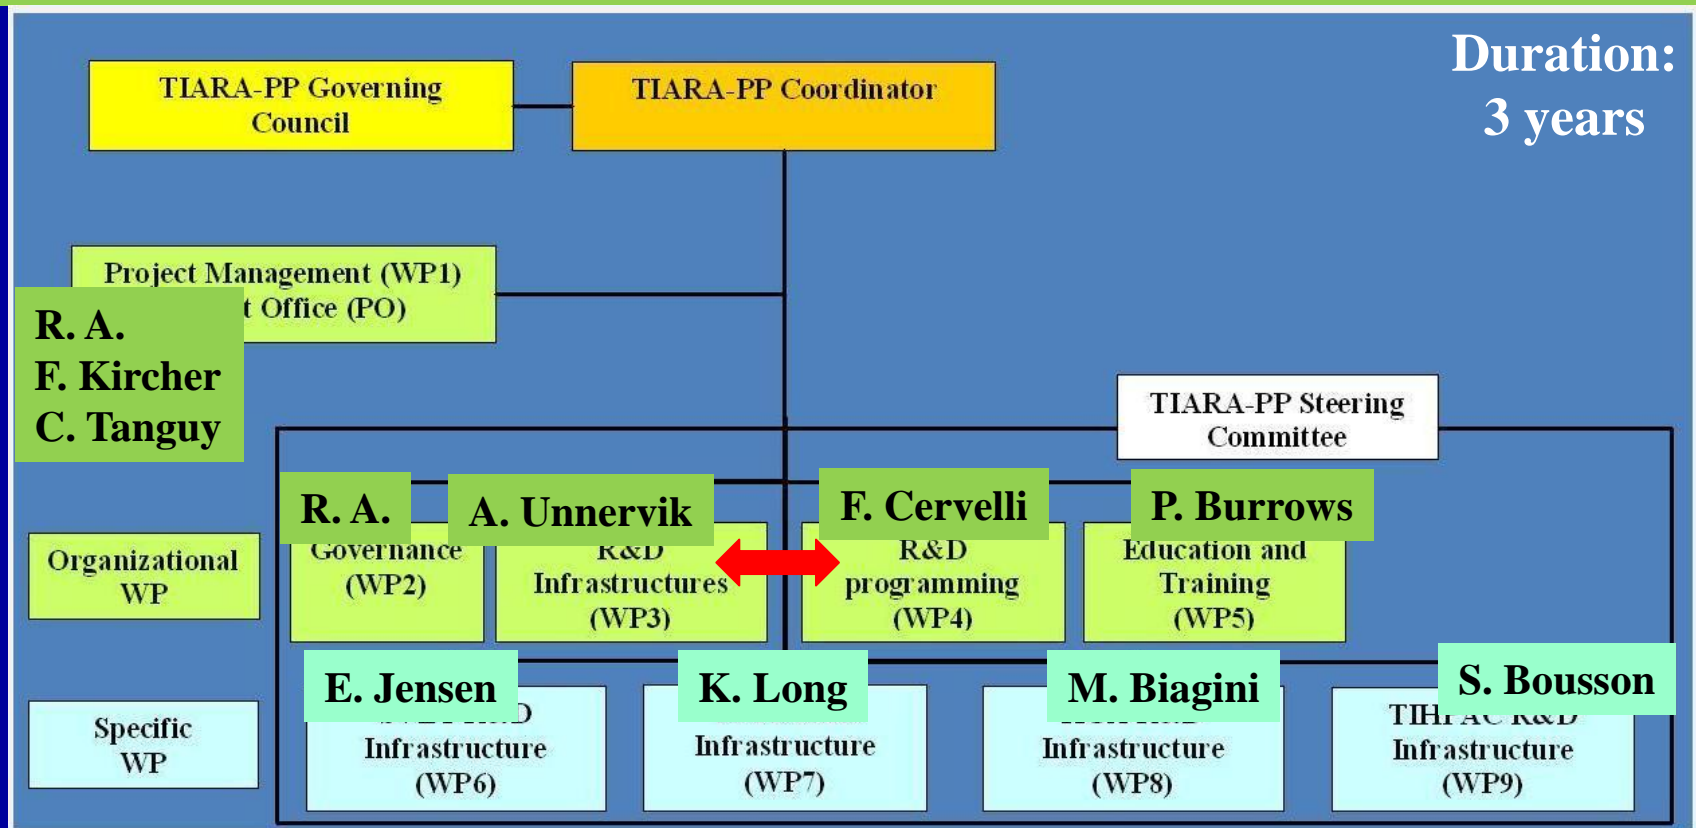 Duration:
3 years
TIARA-PP Governing
Council
TIARA-PP Coordinator
Project Management (WP1)
Office (PO)
R. A.
F. Kircher
C. Tanguy
TIARA-PP Steering
Committee
R. A.
A. Unnervik
F. Cervelli
P. Burrows
Organizational
WP
Governance
(WP2)
R&D
Infrastructures
(WP3)
R&D
programming
(WP4)
Education and
Training
(WP5)
E. Jensen
K. Long
M. Biagini
S. Bousson
Specific
WP
Infrastructure
(WP6)
Infrastructure
(WP7)
Infrastructure
(WP8)
TIHPAC R&D
Infrastructure
(WP9)